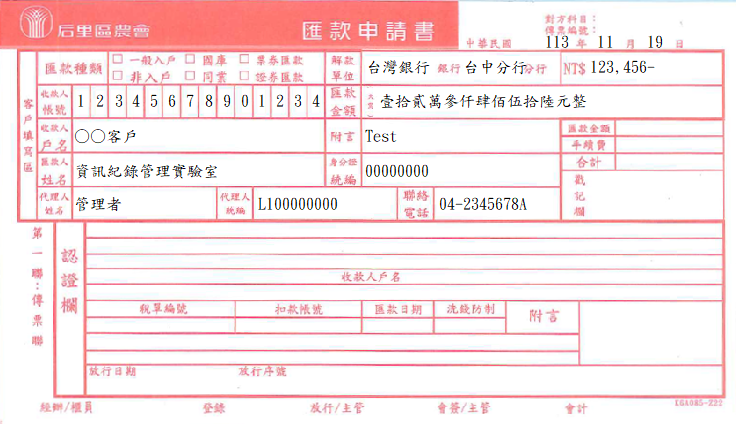 后里區農會
匯款申請書
對方科目：
傳票編號：
中華民國 113 年 11 月 19 日
匯款種類 □ 一般入戶 □ 國庫 □ 票券匯款
□ 非入戶 □ 同業 □ 證券匯款
解款單位 台灣銀行 銀行 台中分行 分行 NT$ 123,456-
收款人帳號 1 2 3 4 5 6 7 8 9 0 1 2 3 4
匯款金額 壹拾貳萬參仟肆佰伍拾陸元整
客戶填寫區
收款人戶名 〇〇客戶 附言 Test
匯款金額
手續費
合計
匯款人姓名 資訊紀錄管理實驗室 身分證統編 00000000
戳記欄
代理人姓名 管理者 代理人統編 L100000000 聯絡電話 04-2345678A
第一聯：傳票聯
認證欄
收款人戶名
稅單編號 扣款帳號 匯款日期 洗錢防制 附言
放行日期 放行序號
經辦/櫃員 登錄 放行/主管 會簽/主管 會計